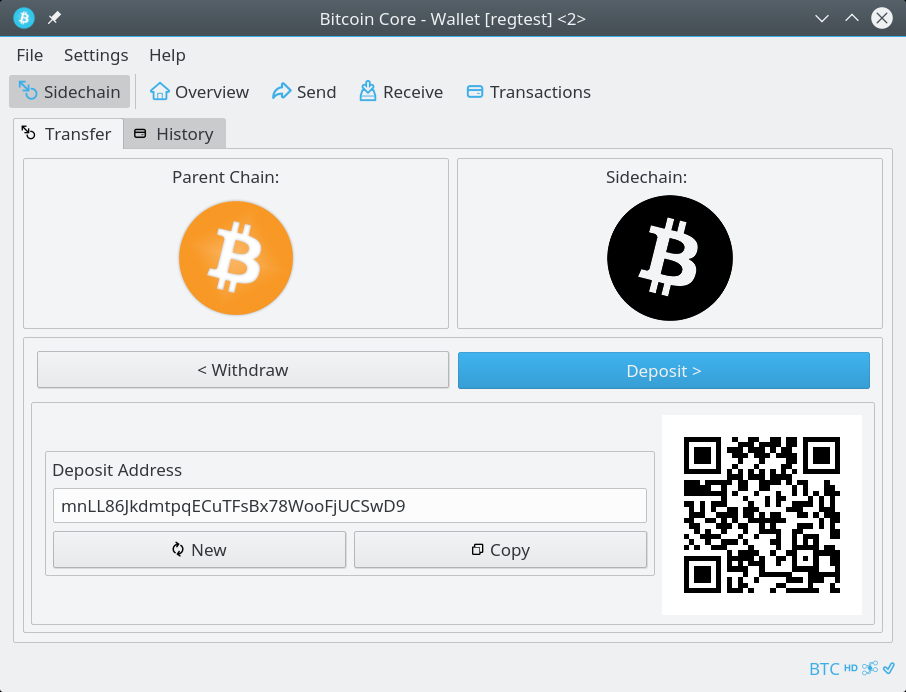 Bitcoin Core - Wallet [regtest] <2>
File Settings Help
Sidechain Overview Send Receive Transactions
Transfer History
Parent Chain: Sidechain:
< Withdraw Deposit >
Deposit Address
mnLL86JkdmtpqECuTFsBx78WooFjUCSwD9
New Copy
BTC HD